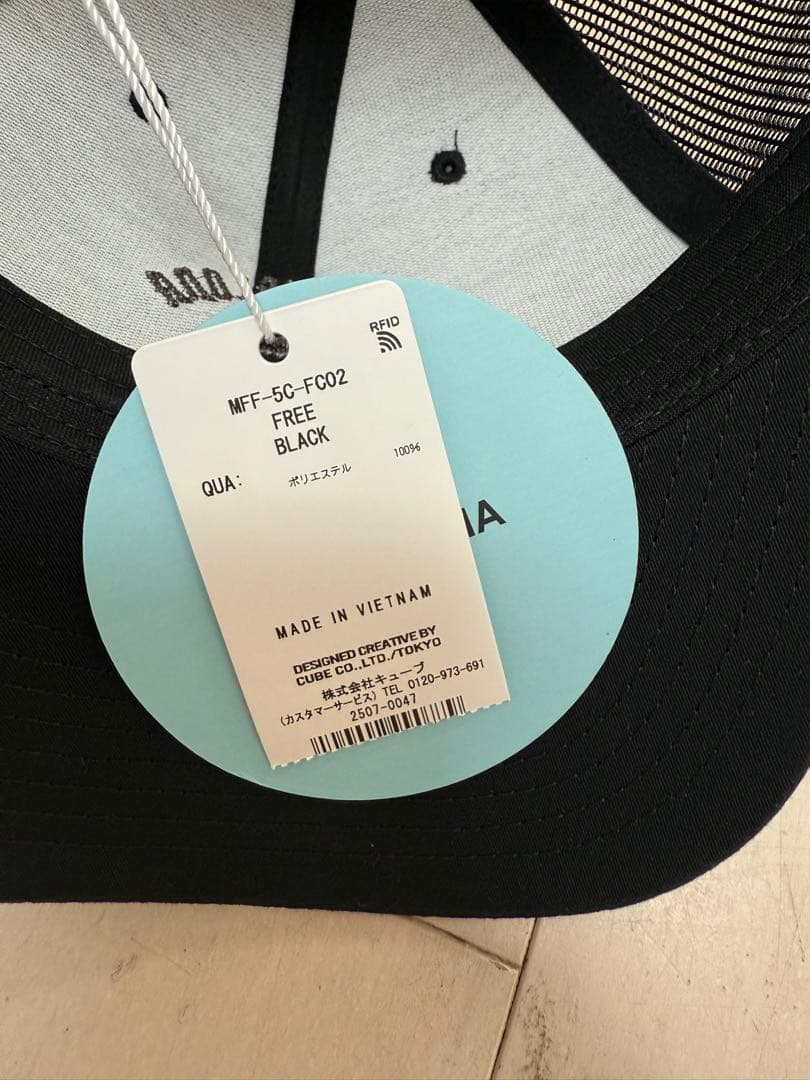 RFID
MFF-5C-FC02
FREE
BLACK
QUA: ポリエステル 100%
IA
MADE IN VIETNAM
DESIGNED CREATIVE BY
CUBE CO.,LTD./TOKYO
株式会社キューブ
(カスタマーサービス) TEL 0120-973-691
2507-0047